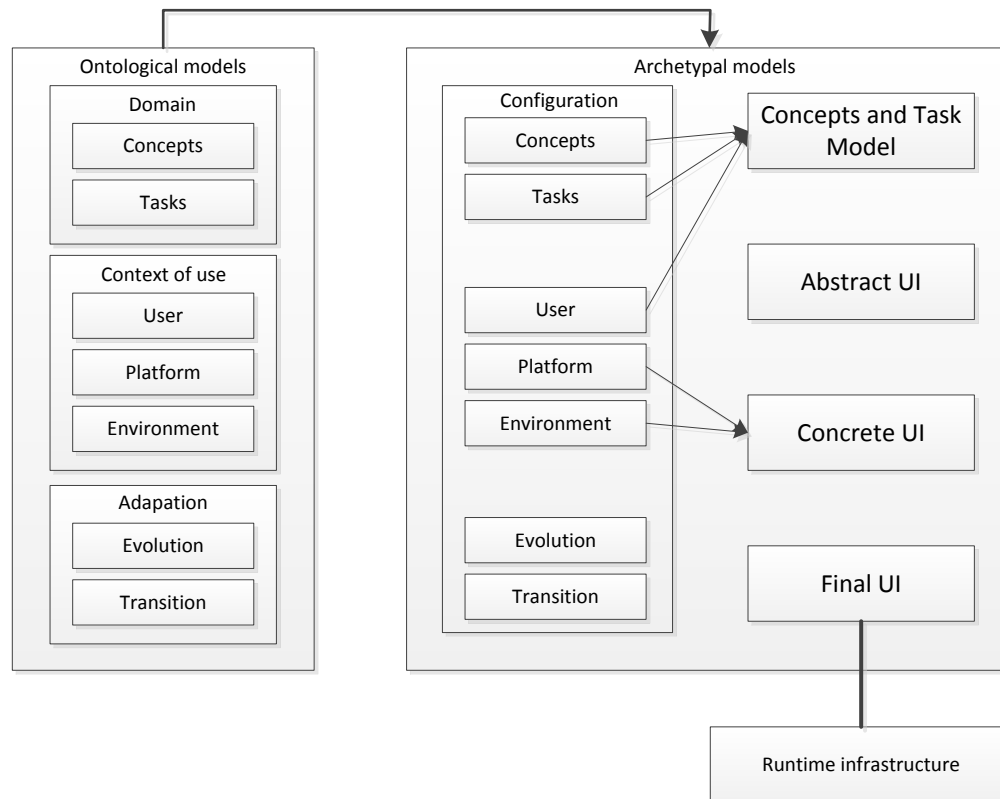 Ontological models
Domain
Concepts
Tasks
Context of use
User
Platform
Environment
Adapation
Evolution
Transition
Archetypal models
Configuration
Concepts
Tasks
User
Platform
Environment
Evolution
Transition
Concepts and Task
Model
Abstract UI
Concrete UI
Final UI
Runtime infrastructure